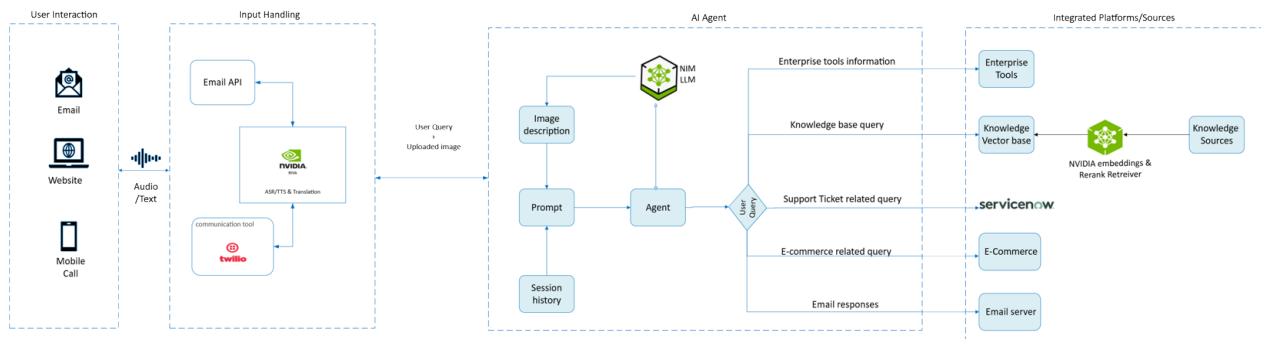 User Interaction
Input Handling
AI Agent
Integrated Platforms/Sources
Email
Website
Mobile
Call
Audio
/Text
Email API
NVIDIA
RIVA
ASR/TTS & Translation
communication tool
twilio
User Query
+
Uploaded image
NIM
LLM
Image
description
Prompt
Session
history
Agent
User
Query
Enterprise tools information
Knowledge base query
Support Ticket related query
E-commerce related query
Email responses
Enterprise
Tools
Knowledge
Vector base
NVIDIA embeddings &
Rerank Retreiver
Knowledge
Sources
servicenow
E-Commerce
Email server